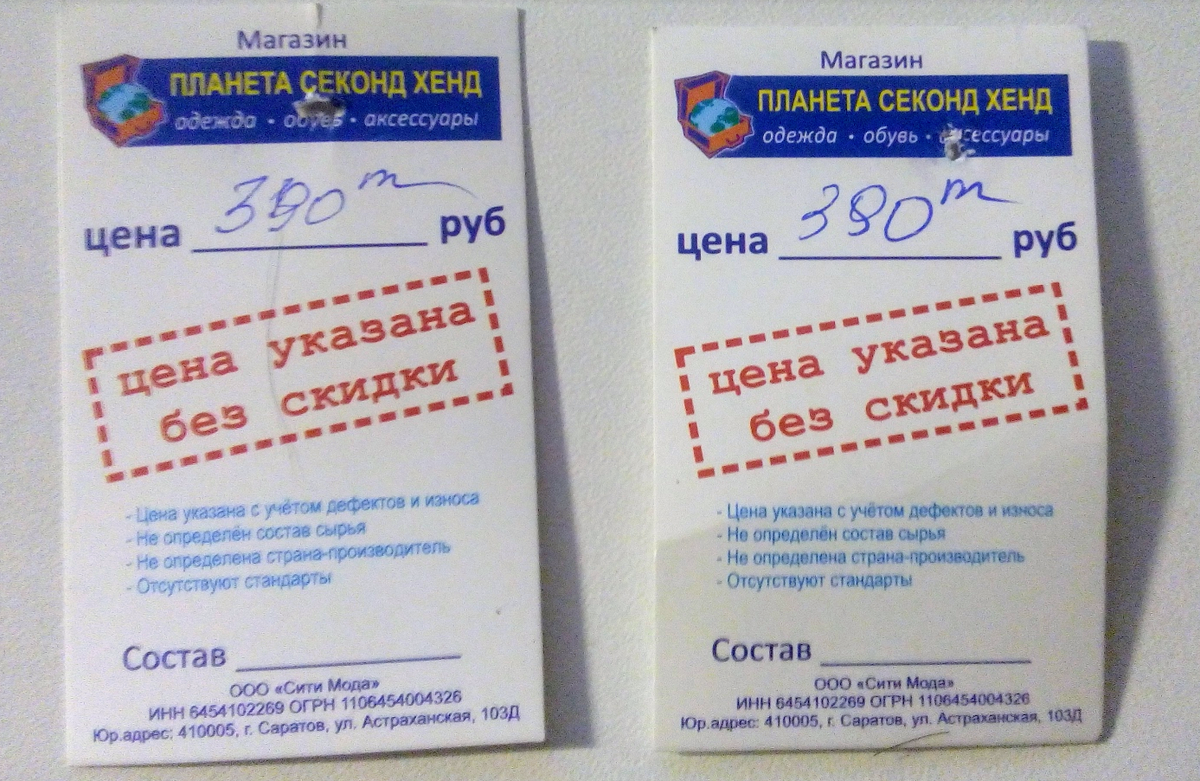 Магазин
ПЛАНЕТА СЕКОНД ХЕНД
одежда · обувь · аксессуары
цена 390 m руб
цена указана
без скидки
- Цена указана с учётом дефектов и износа
- Не определён состав сырья
- Не определена страна-производитель
- Отсутствуют стандарты
Состав
ООО «Сити Мода»
ИНН 6454102269 ОГРН 1106454004326
Юр.адрес: 410005, г. Саратов, ул. Астраханская, 103Д
Магазин
ПЛАНЕТА СЕКОНД ХЕНД
одежда · обувь · аксессуары
цена 390 m руб
цена указана
без скидки
- Цена указана с учётом дефектов и износа
- Не определён состав сырья
- Не определена страна-производитель
- Отсутствуют стандарты
Состав
ООО «Сити Мода»
ИНН 6454102269 ОГРН 1106454004326
Юр.адрес: 410005, г. Саратов, ул. Астраханская, 103Д